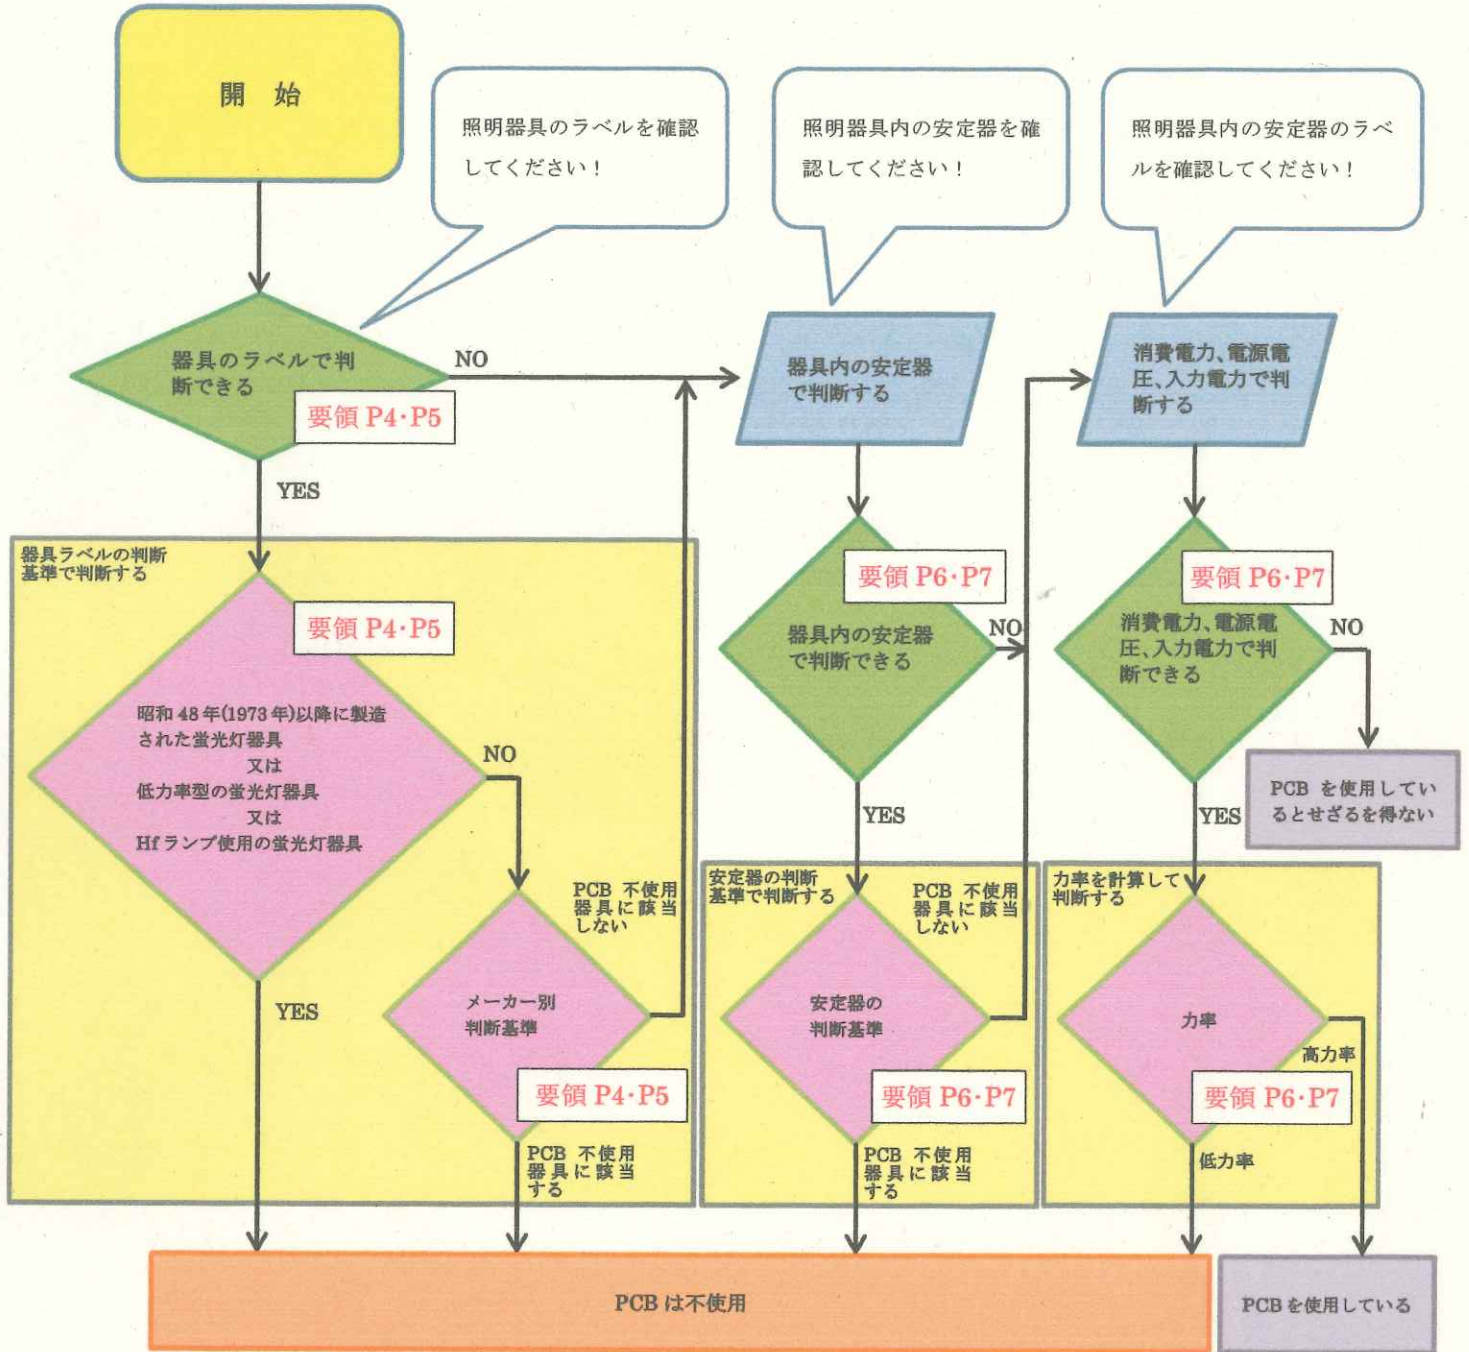 開 始
照明器具のラベルを確認
してください！
照明器具内の安定器を確
認してください！
照明器具内の安定器のラベ
ルを確認してください！
器具のラベルで判
断できる
要領 P4・P5
NO
YES
器具内の安定器
で判断する
消費電力、電源電
圧、入力電力で判
断する
器具ラベルの判断
基準で判断する
要領 P4・P5
昭和 48 年(1973 年)以降に製造
された蛍光灯器具
又は
低力率型の蛍光灯器具
又は
Hf ランプ使用の蛍光灯器具
NO
YES
PCB 不使用
器具に該当
しない
メーカー別
判断基準
要領 P4・P5
PCB 不使用
器具に該当
する
要領 P6・P7
器具内の安定器
で判断できる
NO
YES
安定器の判断
基準で判断する
PCB 不使用
器具に該当
しない
安定器の
判断基準
要領 P6・P7
PCB 不使用
器具に該当
する
要領 P6・P7
消費電力、電源電
圧、入力電力で判
断できる
NO
PCB を使用してい
るとせざるを得ない
YES
力率を計算して
判断する
力率
高力率
要領 P6・P7
低力率
PCB は不使用
PCB を使用している